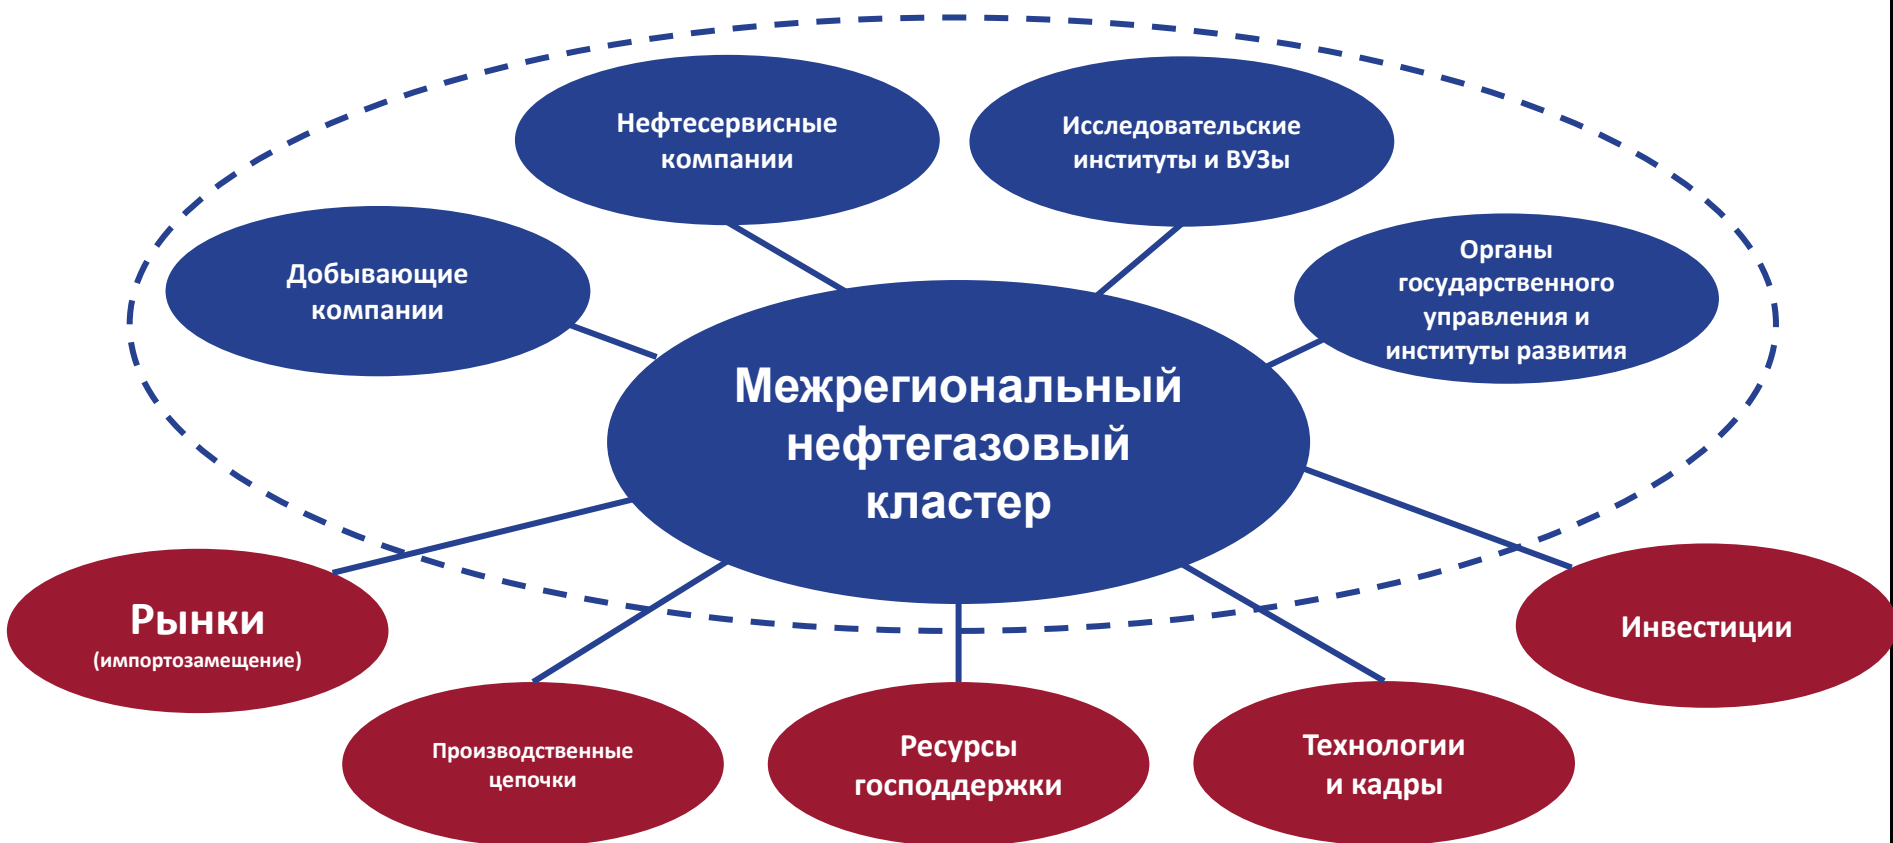 Нефтесервисные
компании
Исследовательские
институты и ВУЗы
Добывающие
компании
Органы
государственного
управления и
институты развития
Межрегиональный
нефтегазовый
кластер
Рынки
(импортозамещение)
Инвестиции
Производственные
цепочки
Ресурсы
господдержки
Технологии
и кадры